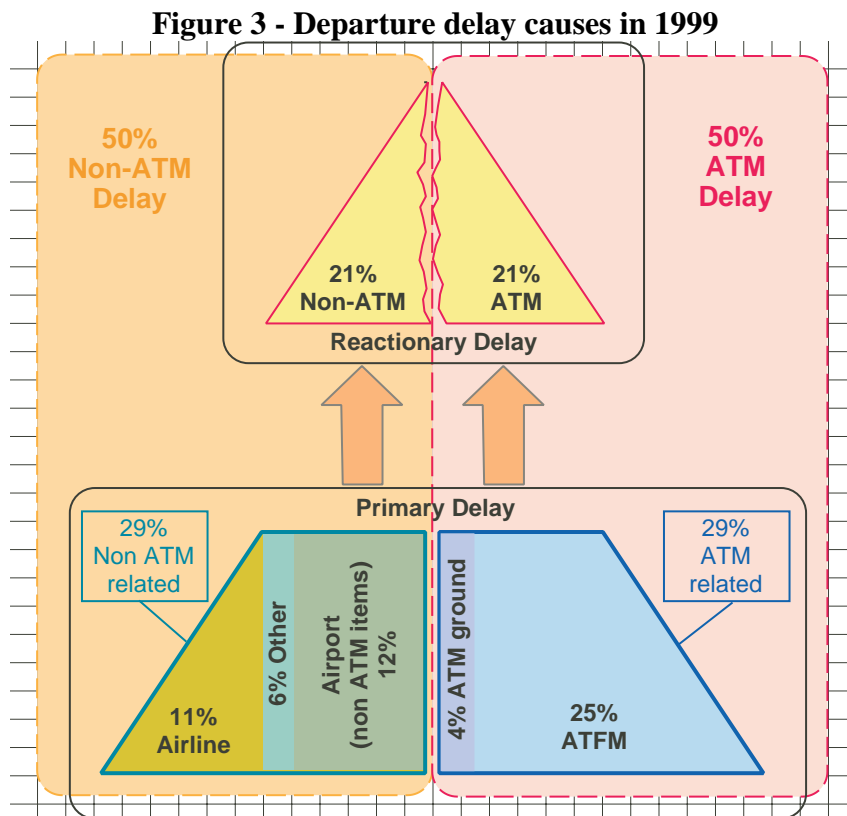 Figure 3 - Departure delay causes in 1999
50%
Non-ATM
Delay
50%
ATM
Delay
21%
Non-ATM
21%
ATM
Reactionary Delay
Primary Delay
29%
Non ATM
related
29%
ATM
related
11%
Airline
6% Other
Airport
(non ATM items)
12%
4% ATM ground
25%
ATFM